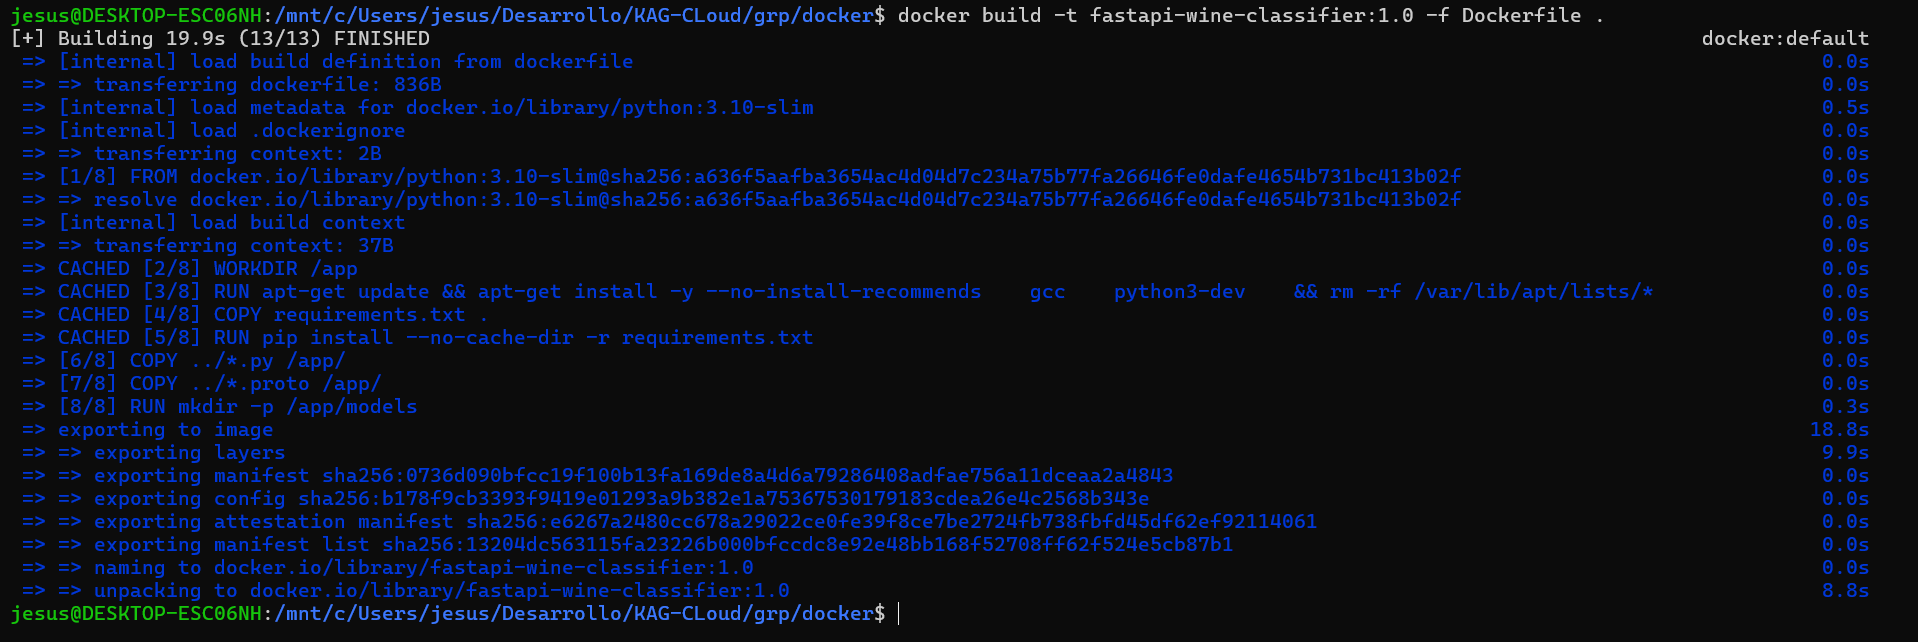 jesus@DESKTOP-ESC06NH:/mnt/c/Users/jesus/Desarrollo/KAG-CLoud/grp/docker$ docker build -t fastapi-wine-classifier:1.0 -f Dockerfile .
[+] Building 19.9s (13/13) FINISHED docker:default
=> [internal] load build definition from dockerfile 0.0s
=> => transferring dockerfile: 836B 0.0s
=> [internal] load metadata for docker.io/library/python:3.10-slim 0.5s
=> [internal] load .dockerignore 0.0s
=> => transferring context: 2B 0.0s
=> [1/8] FROM docker.io/library/python:3.10-slim@sha256:a636f5aafba3654ac4d04d7c234a75b77fa26646fe0dafe4654b731bc413b02f 0.0s
=> => resolve docker.io/library/python:3.10-slim@sha256:a636f5aafba3654ac4d04d7c234a75b77fa26646fe0dafe4654b731bc413b02f 0.0s
=> [internal] load build context 0.0s
=> => transferring context: 37B 0.0s
=> CACHED [2/8] WORKDIR /app 0.0s
=> CACHED [3/8] RUN apt-get update && apt-get install -y --no-install-recommends    gcc    python3-dev    && rm -rf /var/lib/apt/lists/* 0.0s
=> CACHED [4/8] COPY requirements.txt . 0.0s
=> CACHED [5/8] RUN pip install --no-cache-dir -r requirements.txt 0.0s
=> [6/8] COPY ../*.py /app/ 0.0s
=> [7/8] COPY ../*.proto /app/ 0.0s
=> [8/8] RUN mkdir -p /app/models 0.3s
=> exporting to image 18.8s
=> => exporting layers 9.9s
=> => exporting manifest sha256:0736d090bfcc19f100b13fa169de8a4d6a79286408adfae756a11dceaa2a4843 0.0s
=> => exporting config sha256:b178f9cb3393f9419e01293a9b382e1a75367530179183cdea26e4c2568b343e 0.0s
=> => exporting attestation manifest sha256:e6267a2480cc678a29022ce0fe39f8ce7be2724fb738fbfd45df62ef92114061 0.0s
=> => exporting manifest list sha256:13204dc563115fa23226b000bfccdc8e92e48bb168f52708ff62f524e5cb87b1 0.0s
=> => naming to docker.io/library/fastapi-wine-classifier:1.0 0.0s
=> => unpacking to docker.io/library/fastapi-wine-classifier:1.0 8.8s
jesus@DESKTOP-ESC06NH:/mnt/c/Users/jesus/Desarrollo/KAG-CLoud/grp/docker$